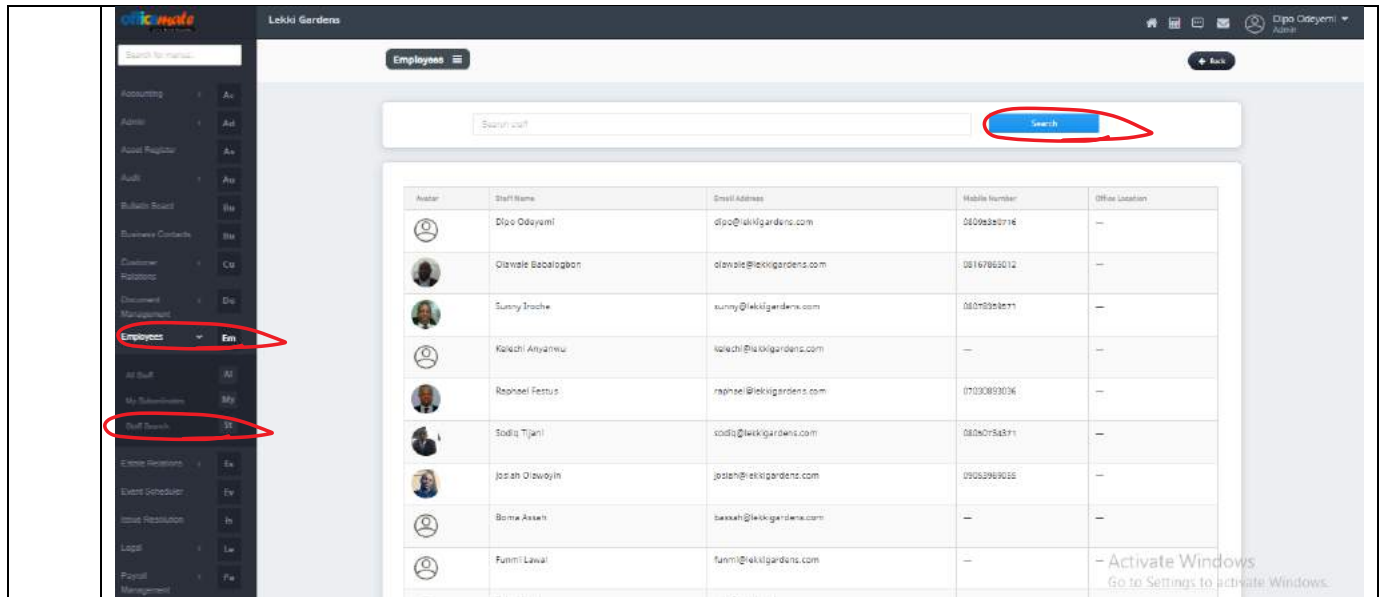 officemate
Lekki Gardens
Dipo Odeyemi
Admin
Search for menus...
Employees
Back
Accounting Ac
Admin Ad
Search staff
Search
Asset Register As
Audit Au
Bulletin Board Bu
Business Contacts Bu
Customer Cu
Relations
Document Do
Management
Employees Em
All Staff Al
My Subordinates My
Staff Search St
Estate Relations Es
Event Scheduler Ev
Issue Resolution Is
Legal Le
Payroll Pa
Management
Avatar Staff Name Email Address Mobile Number Office Location
Dipo Odeyemi dipo@lekkigardens.com —
Olawale Babalogbon olawale@lekkigardens.com 08167865012 —
Sunny Iroche sunny@lekkigardens.com —
Kelechi Anyanwu kelechi@lekkigardens.com — —
Raphael Festus raphael@lekkigardens.com 07030893036 —
Sodiq Tijani sodiq@lekkigardens.com —
Josiah Olawoyin josiah@lekkigardens.com —
Boma Assah bassah@lekkigardens.com — —
Funmi Lawal funmi@lekkigardens.com — —
Activate Windows
Go to Settings to activate Windows.